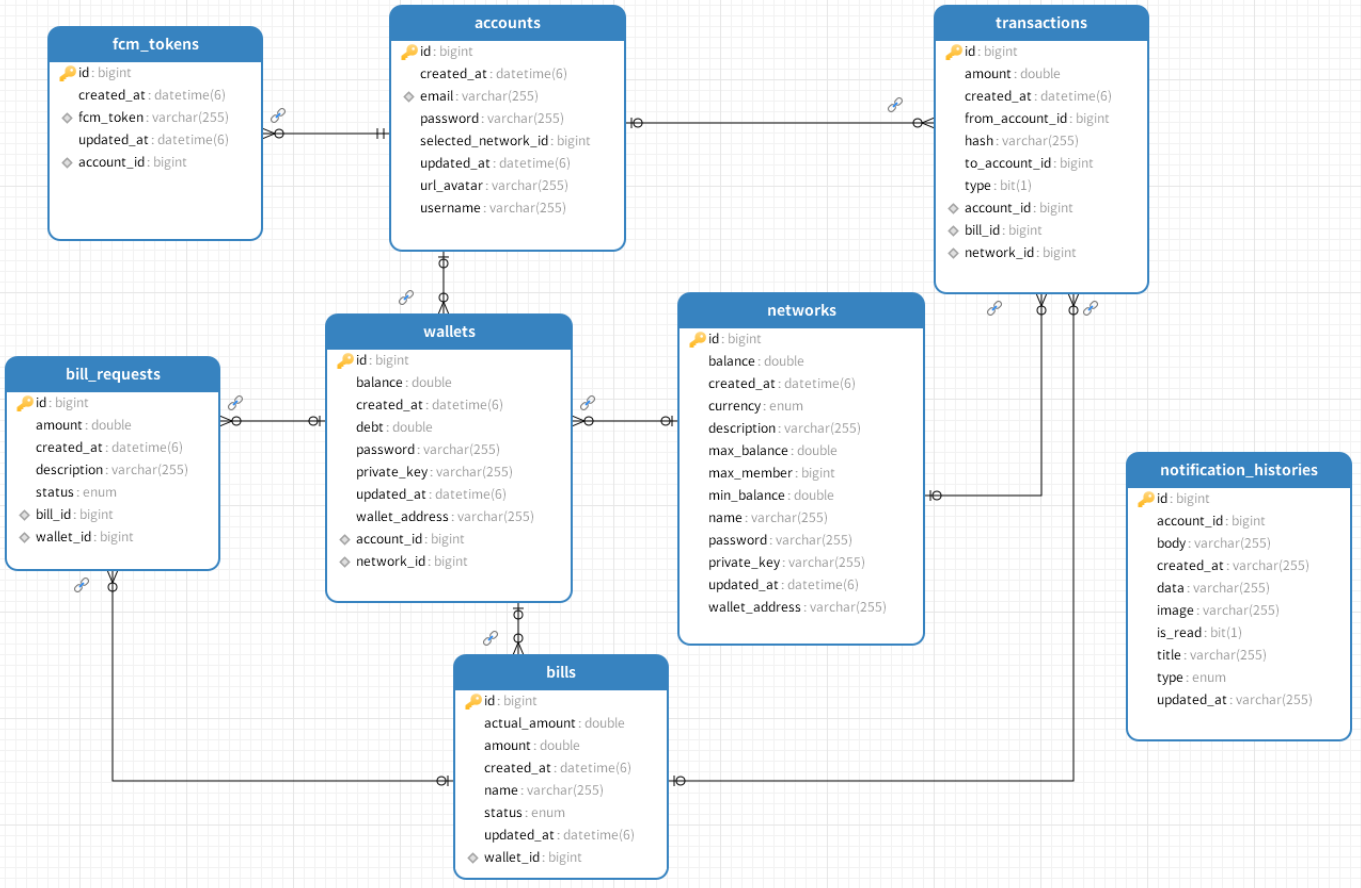 fcm_tokens
id : bigint
created_at : datetime(6)
fcm_token : varchar(255)
updated_at : datetime(6)
account_id : bigint
accounts
id : bigint
created_at : datetime(6)
email : varchar(255)
password : varchar(255)
selected_network_id : bigint
updated_at : datetime(6)
url_avatar : varchar(255)
username : varchar(255)
transactions
id : bigint
amount : double
created_at : datetime(6)
from_account_id : bigint
hash : varchar(255)
to_account_id : bigint
type : bit(1)
account_id : bigint
bill_id : bigint
network_id : bigint
bill_requests
id : bigint
amount : double
created_at : datetime(6)
description : varchar(255)
status : enum
bill_id : bigint
wallet_id : bigint
wallets
id : bigint
balance : double
created_at : datetime(6)
debt : double
password : varchar(255)
private_key : varchar(255)
updated_at : datetime(6)
wallet_address : varchar(255)
account_id : bigint
network_id : bigint
networks
id : bigint
balance : double
created_at : datetime(6)
currency : enum
description : varchar(255)
max_balance : double
max_member : bigint
min_balance : double
name : varchar(255)
password : varchar(255)
private_key : varchar(255)
updated_at : datetime(6)
wallet_address : varchar(255)
notification_histories
id : bigint
account_id : bigint
body : varchar(255)
created_at : varchar(255)
data : varchar(255)
image : varchar(255)
is_read : bit(1)
title : varchar(255)
type : enum
updated_at : varchar(255)
bills
id : bigint
actual_amount : double
amount : double
created_at : datetime(6)
name : varchar(255)
status : enum
updated_at : datetime(6)
wallet_id : bigint